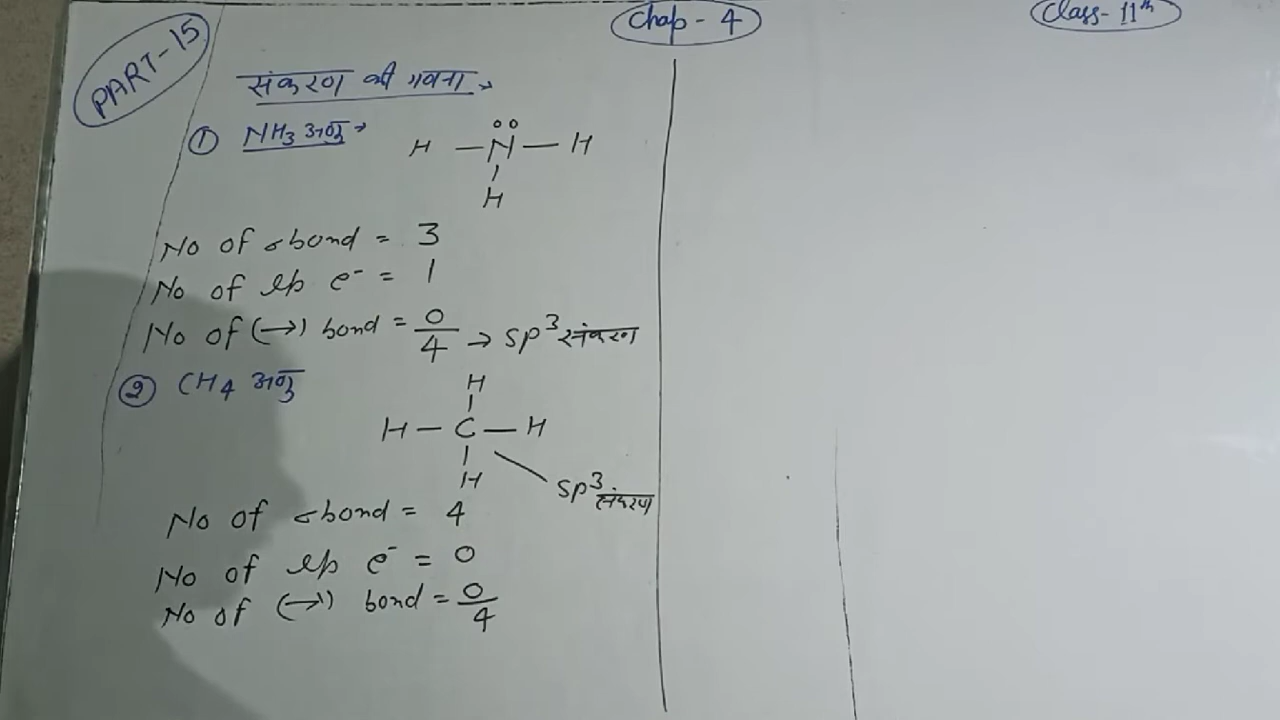 Chap - 4
Class- 11th
PART-15
संकरण की गणना →
① NH3 अणु →
H — N — H
H
No of σ bond = 3
No of lp e⁻ = 1
No of (→) bond = 0
4 → sp³ संकरण
② CH4 अणु
H
H — C — H
H
sp³ संकरण
No of σ bond = 4
No of lp e⁻ = 0
No of (→) bond = 0
4